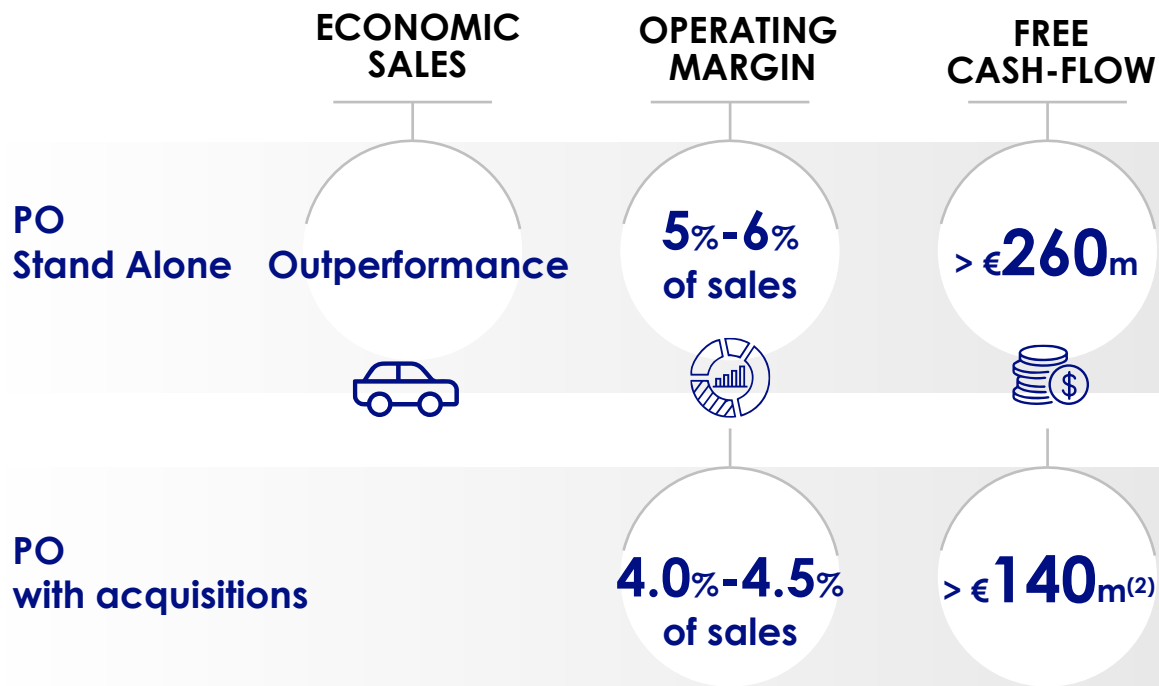 ECONOMIC
SALES
OPERATING
MARGIN
FREE
CASH-FLOW
PO
Stand Alone
Outperformance
5%-6%
of sales
> €260m
$
PO
with acquisitions
4.0%-4.5%
of sales
> €140m(2)